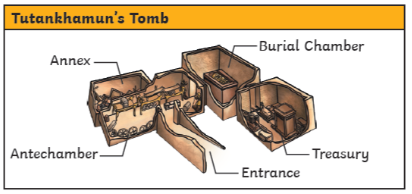 Tutankhamun's Tomb
Burial Chamber
Annex
Antechamber
Treasury
Entrance